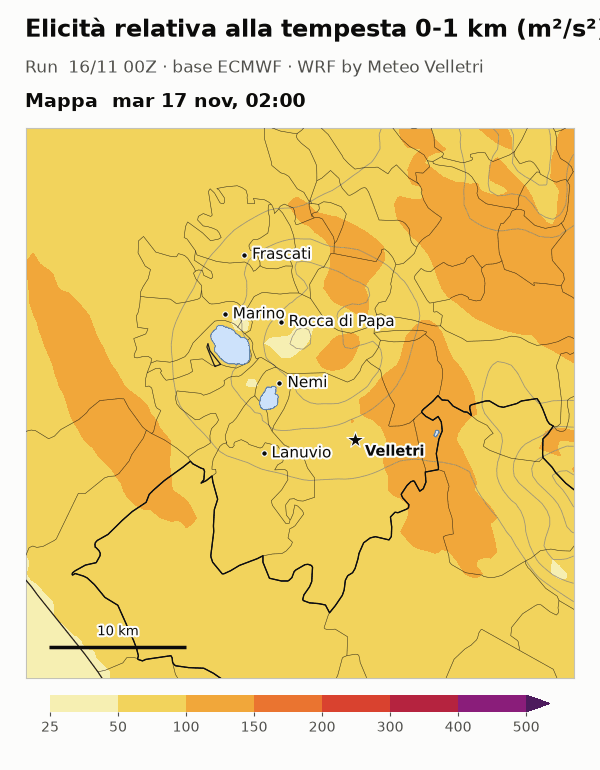 Elicità relativa alla tempesta 0-1 km (m²/s²)
Run  16/11 00Z · base ECMWF · WRF by Meteo Velletri
Mappa  mar 17 nov, 02:00
Frascati
Marino
Rocca di Papa
Nemi
Velletri
Lanuvio
10 km
25 50 100 150 200 300 400 500